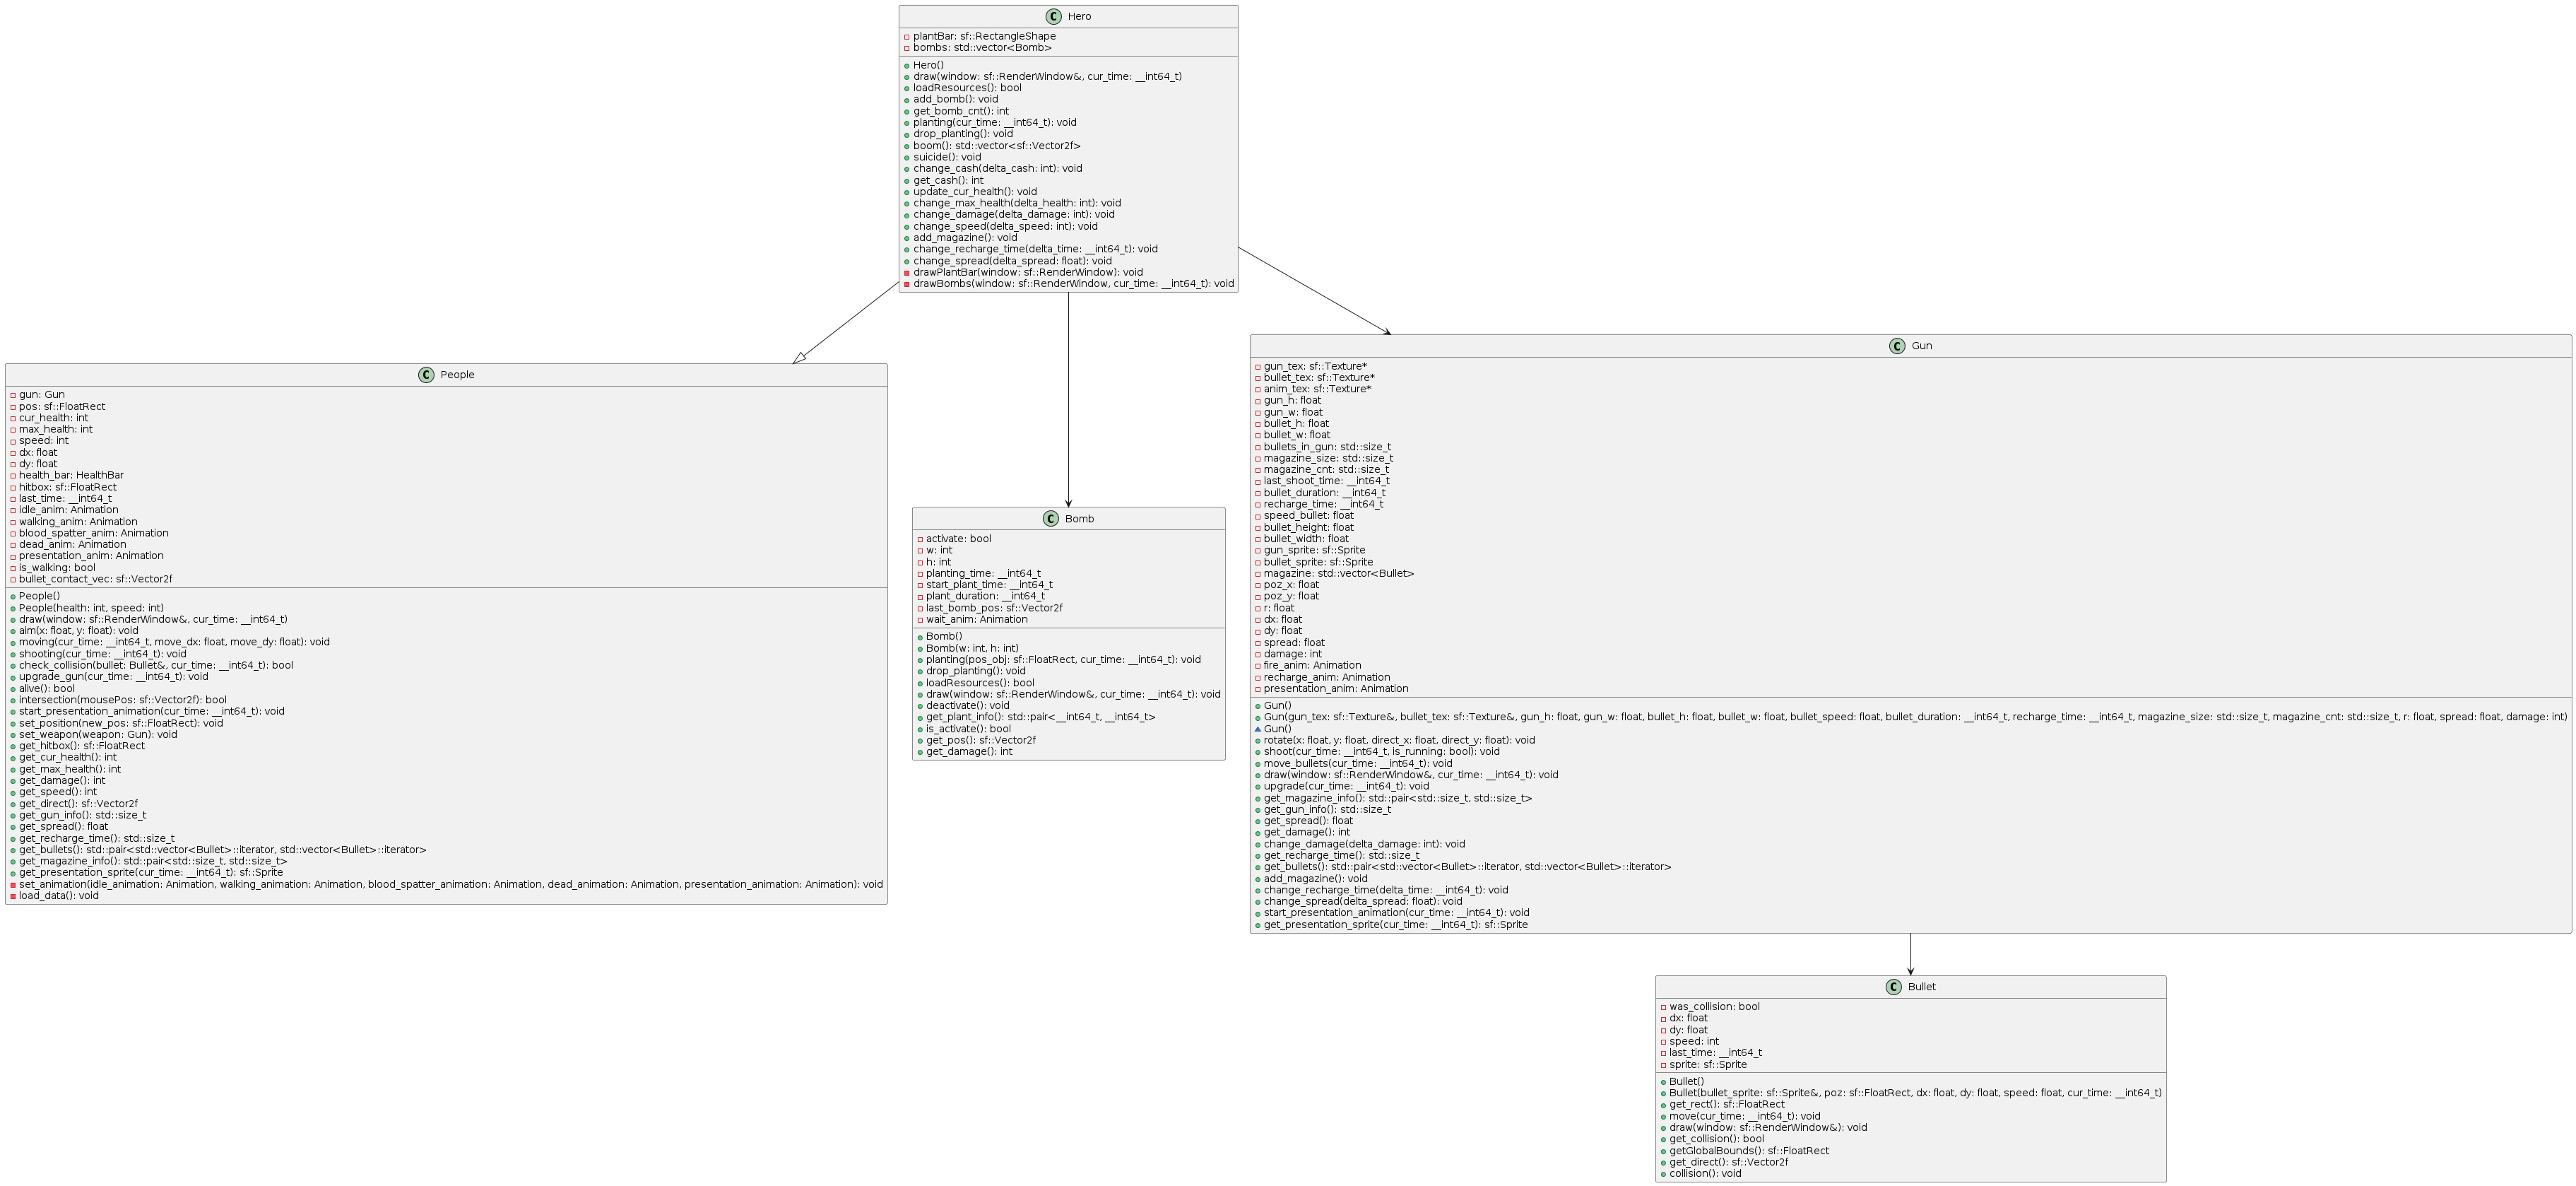 Hero
plantBar: sf::RectangleShape
bombs: std::vector<Bomb>
Hero()
draw(window: sf::RenderWindow&, cur_time: __int64_t)
loadResources(): bool
add_bomb(): void
get_bomb_cnt(): int
planting(cur_time: __int64_t): void
drop_planting(): void
boom(): std::vector<sf::Vector2f>
suicide(): void
change_cash(delta_cash: int): void
get_cash(): int
update_cur_health(): void
change_max_health(delta_health: int): void
change_damage(delta_damage: int): void
change_speed(delta_speed: int): void
add_magazine(): void
change_recharge_time(delta_time: __int64_t): void
change_spread(delta_spread: float): void
drawPlantBar(window: sf::RenderWindow): void
drawBombs(window: sf::RenderWindow, cur_time: __int64_t): void
People
gun: Gun
pos: sf::FloatRect
cur_health: int
max_health: int
speed: int
dx: float
dy: float
health_bar: HealthBar
hitbox: sf::FloatRect
last_time: __int64_t
idle_anim: Animation
walking_anim: Animation
blood_spatter_anim: Animation
dead_anim: Animation
presentation_anim: Animation
is_walking: bool
bullet_contact_vec: sf::Vector2f
People()
People(health: int, speed: int)
draw(window: sf::RenderWindow&, cur_time: __int64_t)
aim(x: float, y: float): void
moving(cur_time: __int64_t, move_dx: float, move_dy: float): void
shooting(cur_time: __int64_t): void
check_collision(bullet: Bullet&, cur_time: __int64_t): bool
upgrade_gun(cur_time: __int64_t): void
alive(): bool
intersection(mousePos: sf::Vector2f): bool
start_presentation_animation(cur_time: __int64_t): void
set_position(new_pos: sf::FloatRect): void
set_weapon(weapon: Gun): void
get_hitbox(): sf::FloatRect
get_cur_health(): int
get_max_health(): int
get_damage(): int
get_speed(): int
get_direct(): sf::Vector2f
get_gun_info(): std::size_t
get_spread(): float
get_recharge_time(): std::size_t
get_bullets(): std::pair<std::vector<Bullet>::iterator, std::vector<Bullet>::iterator>
get_magazine_info(): std::pair<std::size_t, std::size_t>
get_presentation_sprite(cur_time: __int64_t): sf::Sprite
set_animation(idle_animation: Animation, walking_animation: Animation, blood_spatter_animation: Animation, dead_animation: Animation, presentation_animation: Animation): void
load_data(): void
Bomb
activate: bool
w: int
h: int
planting_time: __int64_t
start_plant_time: __int64_t
plant_duration: __int64_t
last_bomb_pos: sf::Vector2f
wait_anim: Animation
Bomb()
Bomb(w: int, h: int)
planting(pos_obj: sf::FloatRect, cur_time: __int64_t): void
drop_planting(): void
loadResources(): bool
draw(window: sf::RenderWindow&, cur_time: __int64_t): void
deactivate(): void
get_plant_info(): std::pair<__int64_t, __int64_t>
is_activate(): bool
get_pos(): sf::Vector2f
get_damage(): int
Gun
gun_tex: sf::Texture*
bullet_tex: sf::Texture*
anim_tex: sf::Texture*
gun_h: float
gun_w: float
bullet_h: float
bullet_w: float
bullets_in_gun: std::size_t
magazine_size: std::size_t
magazine_cnt: std::size_t
last_shoot_time: __int64_t
bullet_duration: __int64_t
recharge_time: __int64_t
speed_bullet: float
bullet_height: float
bullet_width: float
gun_sprite: sf::Sprite
bullet_sprite: sf::Sprite
magazine: std::vector<Bullet>
poz_x: float
poz_y: float
r: float
dx: float
dy: float
spread: float
damage: int
fire_anim: Animation
recharge_anim: Animation
presentation_anim: Animation
Gun()
Gun(gun_tex: sf::Texture&, bullet_tex: sf::Texture&, gun_h: float, gun_w: float, bullet_h: float, bullet_w: float, bullet_speed: float, bullet_duration: __int64_t, recharge_time: __int64_t, magazine_size: std::size_t, magazine_cnt: std::size_t, r: float, spread: float, damage: int)
Gun()
rotate(x: float, y: float, direct_x: float, direct_y: float): void
shoot(cur_time: __int64_t, is_running: bool): void
move_bullets(cur_time: __int64_t): void
draw(window: sf::RenderWindow&, cur_time: __int64_t): void
upgrade(cur_time: __int64_t): void
get_magazine_info(): std::pair<std::size_t, std::size_t>
get_gun_info(): std::size_t
get_spread(): float
get_damage(): int
change_damage(delta_damage: int): void
get_recharge_time(): std::size_t
get_bullets(): std::pair<std::vector<Bullet>::iterator, std::vector<Bullet>::iterator>
add_magazine(): void
change_recharge_time(delta_time: __int64_t): void
change_spread(delta_spread: float): void
start_presentation_animation(cur_time: __int64_t): void
get_presentation_sprite(cur_time: __int64_t): sf::Sprite
Bullet
was_collision: bool
dx: float
dy: float
speed: int
last_time: __int64_t
sprite: sf::Sprite
Bullet()
Bullet(bullet_sprite: sf::Sprite&, poz: sf::FloatRect, dx: float, dy: float, speed: float, cur_time: __int64_t)
get_rect(): sf::FloatRect
move(cur_time: __int64_t): void
draw(window: sf::RenderWindow&): void
get_collision(): bool
getGlobalBounds(): sf::FloatRect
get_direct(): sf::Vector2f
collision(): void